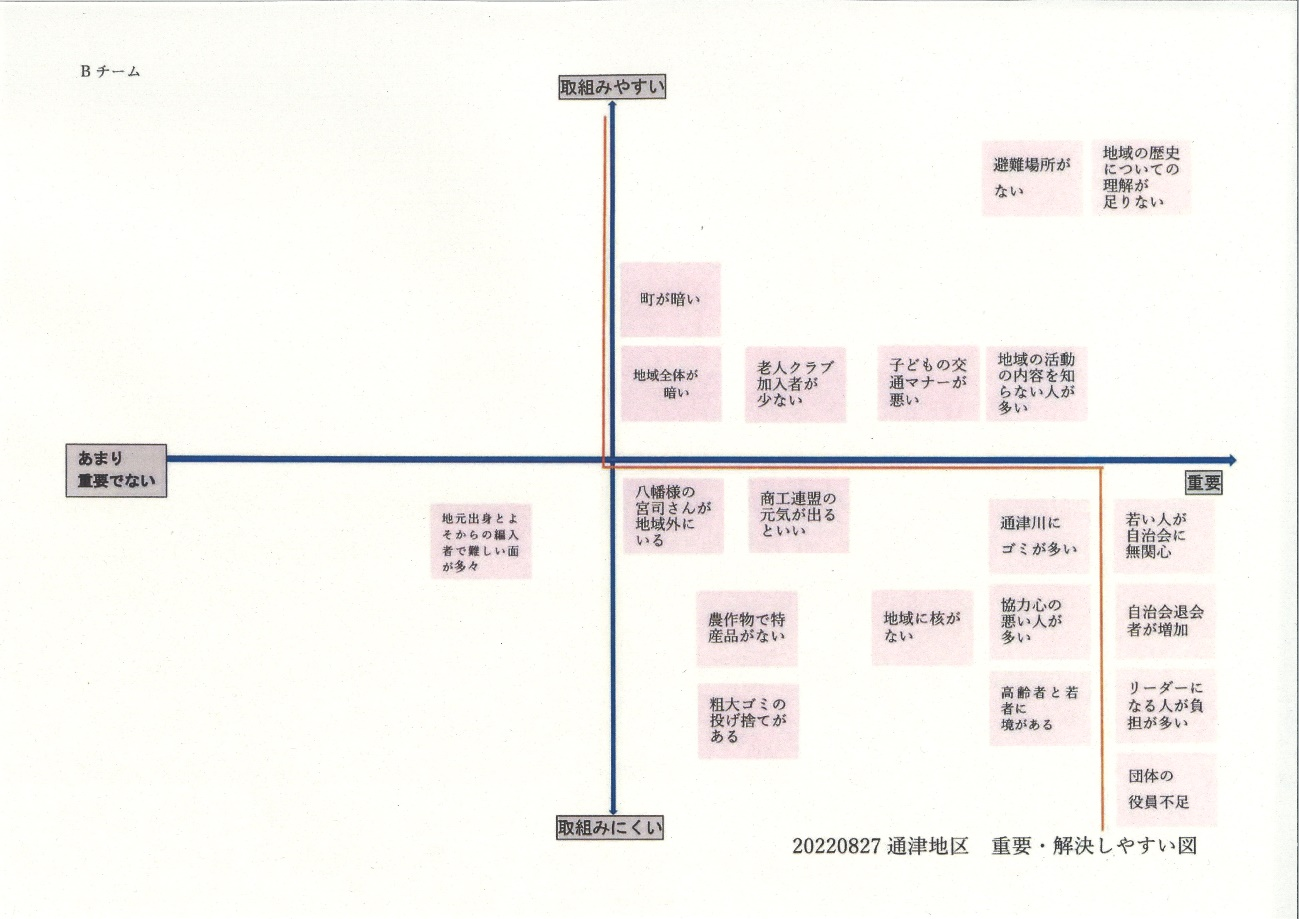 Bチーム
取組みやすい
避難場所が
ない
地域の歴史
についての
理解が
足りない
町が暗い
地域全体が
暗い
老人クラブ
加入者が
少ない
子どもの交
通マナーが
悪い
地域の活動
の内容を知
らない人が
多い
あまり
重要でない
重要
地元出身とよ
そからの編入
者で難しい面
が多々
八幡様の
宮司さんが
地域外に
いる
商工連盟の
元気が出る
といい
通津川に
ゴミが多い
若い人が
自治会に
無関心
農作物で特
産品がない
地域に核が
ない
協力心の
悪い人が
多い
自治会退会
者が増加
粗大ゴミの
投げ捨てが
ある
高齢者と若
者に
境がある
リーダーに
なる人が負
担が多い
団体の
役員不足
取組みにくい
20220827 通津地区　重要・解決しやすい図